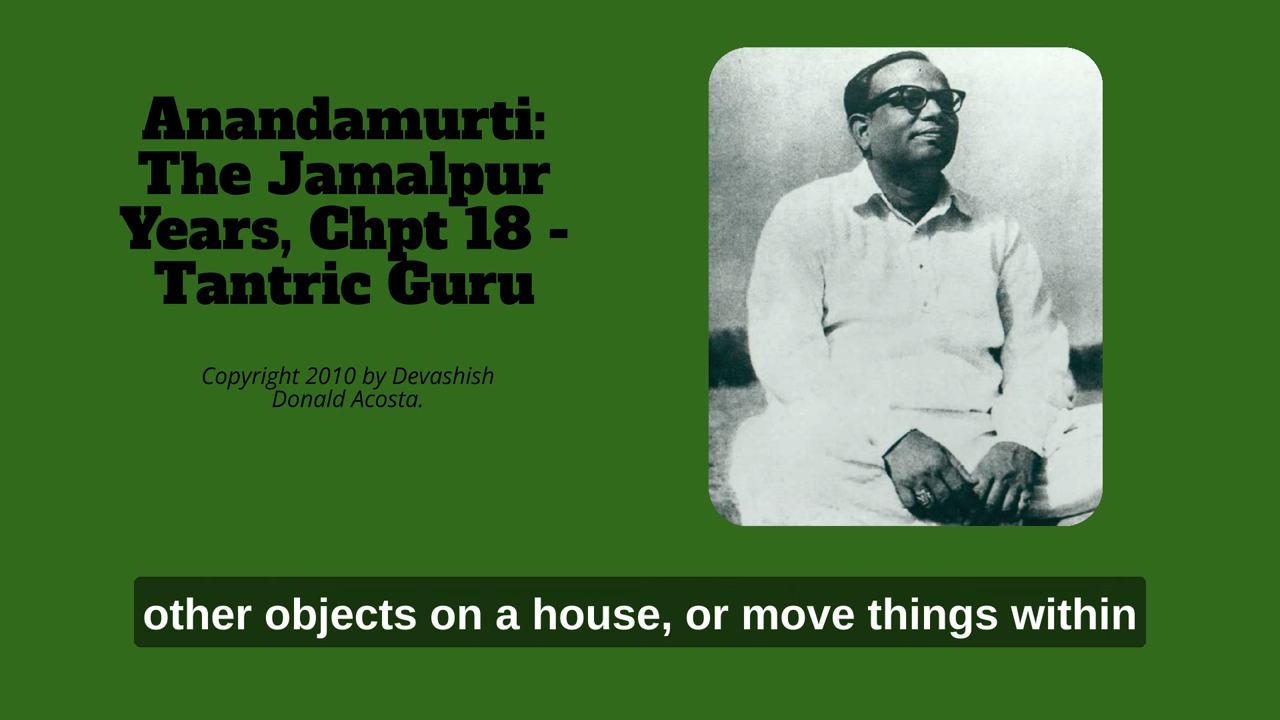 Anandamurti:
The Jamalpur
Years, Chpt 18 -
Tantric Guru
Copyright 2010 by Devashish
Donald Acosta.
other objects on a house, or move things within